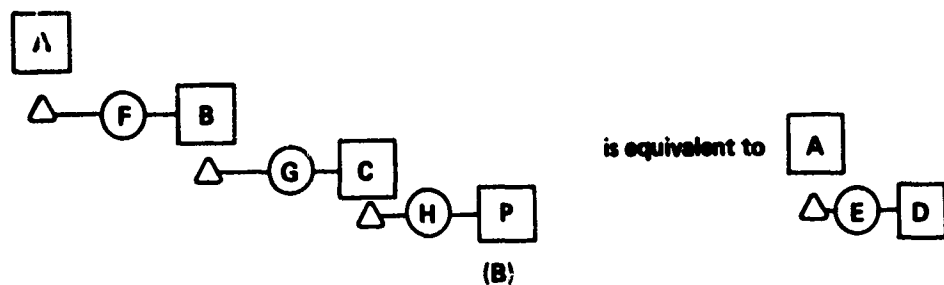 A
F B
G C
is equivalent to A
H P
E D
(B)